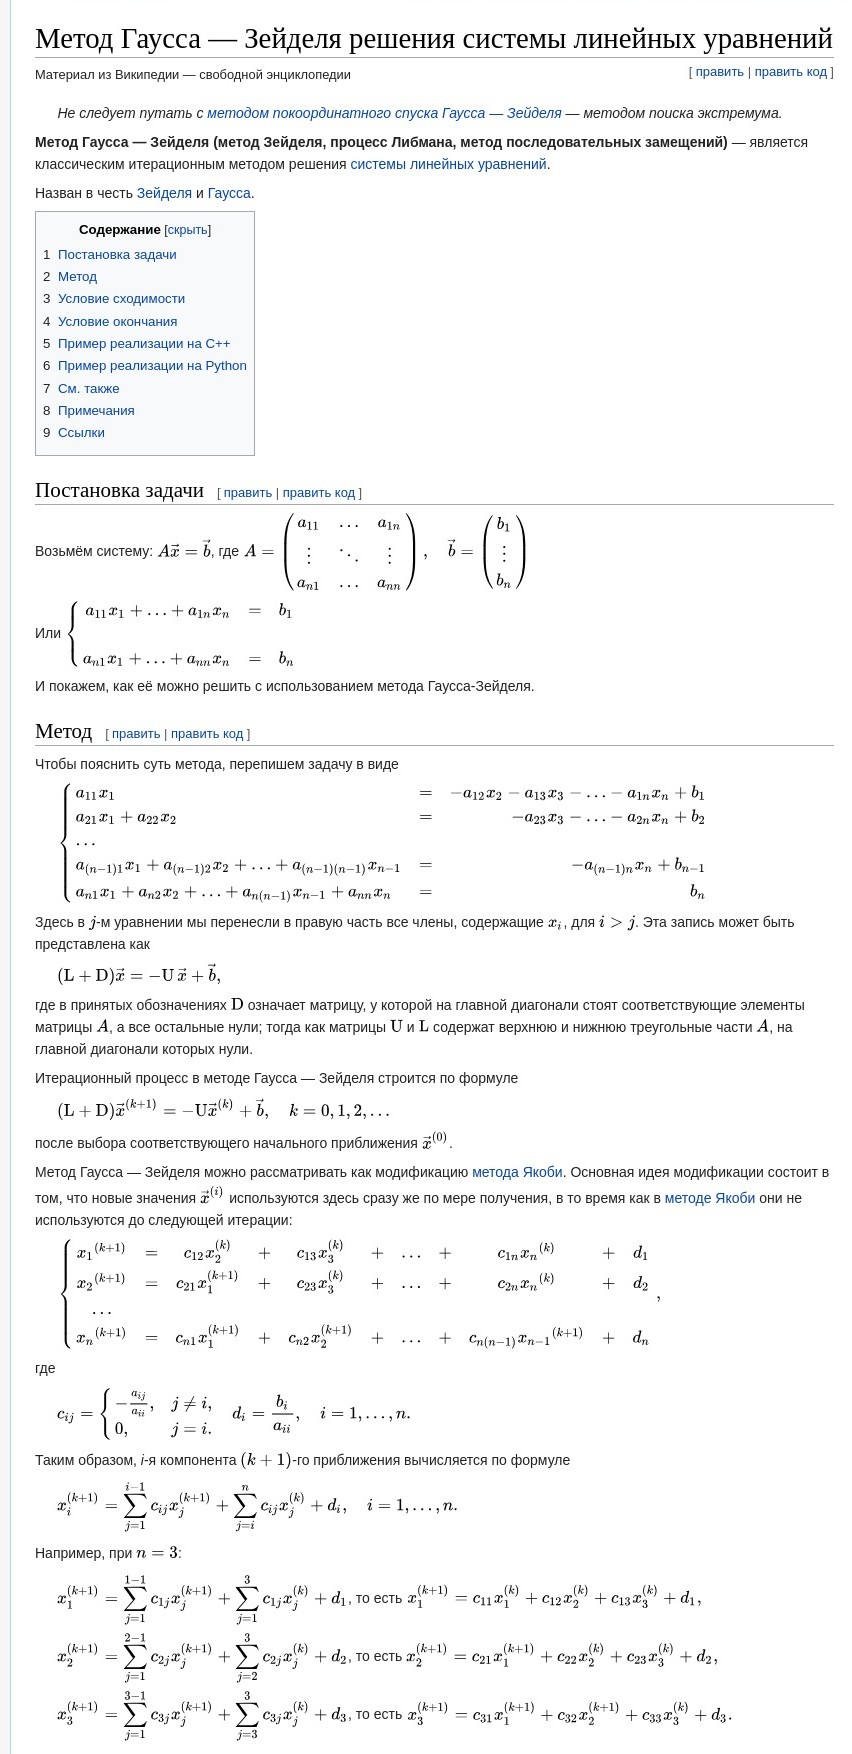 Метод Гаусса — Зейделя решения системы линейных уравнений
Материал из Википедии — свободной энциклопедии
[ править | править код ]
Не следует путать с методом покоординатного спуска Гаусса — Зейделя — методом поиска экстремума.
Метод Гаусса — Зейделя (метод Зейделя, процесс Либмана, метод последовательных замещений) — является
классическим итерационным методом решения системы линейных уравнений.
Назван в честь Зейделя и Гаусса.
Содержание [скрыть]
1 Постановка задачи
2 Метод
3 Условие сходимости
4 Условие окончания
5 Пример реализации на C++
6 Пример реализации на Python
7 См. также
8 Примечания
9 Ссылки
Постановка задачи [ править | править код ]
Возьмём систему: $A\vec{x} = \vec{b}$, где $A = \begin{pmatrix} a_{11} & \ldots & a_{1n} \\ \vdots & \ddots & \vdots \\ a_{n1} & \ldots & a_{nn} \end{pmatrix}, \quad \vec{b} = \begin{pmatrix} b_1 \\ \vdots \\ b_n \end{pmatrix}$
Или $\begin{cases} a_{11}x_1 + \ldots + a_{1n}x_n & = & b_1 \\ \\ a_{n1}x_1 + \ldots + a_{nn}x_n & = & b_n \end{cases}$
И покажем, как её можно решить с использованием метода Гаусса-Зейделя.
Метод [ править | править код ]
Чтобы пояснить суть метода, перепишем задачу в виде
$a_{11}x_1 = -a_{12}x_2 - a_{13}x_3 - \ldots - a_{1n}x_n + b_1$
$a_{21}x_1 + a_{22}x_2 = -a_{23}x_3 - \ldots - a_{2n}x_n + b_2$
$\ldots$
$a_{(n-1)1}x_1 + a_{(n-1)2}x_2 + \ldots + a_{(n-1)(n-1)}x_{n-1} = -a_{(n-1)n}x_n + b_{n-1}$
$a_{n1}x_1 + a_{n2}x_2 + \ldots + a_{n(n-1)}x_{n-1} + a_{nn}x_n = b_n$
Здесь в $j$-м уравнении мы перенесли в правую часть все члены, содержащие $x_i$, для $i > j$. Эта запись может быть
представлена как
$(\mathrm{L} + \mathrm{D})\vec{x} = -\mathrm{U}\,\vec{x} + \vec{b},$
где в принятых обозначениях $\mathrm{D}$ означает матрицу, у которой на главной диагонали стоят соответствующие элементы
матрицы $A$, а все остальные нули; тогда как матрицы $\mathrm{U}$ и $\mathrm{L}$ содержат верхнюю и нижнюю треугольные части $A$, на
главной диагонали которых нули.
Итерационный процесс в методе Гаусса — Зейделя строится по формуле
$(\mathrm{L} + \mathrm{D})\vec{x}^{(k+1)} = -\mathrm{U}\vec{x}^{(k)} + \vec{b}, \quad k = 0, 1, 2, \ldots$
после выбора соответствующего начального приближения $\vec{x}^{(0)}$.
Метод Гаусса — Зейделя можно рассматривать как модификацию метода Якоби. Основная идея модификации состоит в
том, что новые значения $\vec{x}^{(i)}$ используются здесь сразу же по мере получения, в то время как в методе Якоби они не
используются до следующей итерации:
${x_1}^{(k+1)} = c_{12}x_2^{(k)} + c_{13}x_3^{(k)} + \ldots + c_{1n}{x_n}^{(k)} + d_1$
${x_2}^{(k+1)} = c_{21}x_1^{(k+1)} + c_{23}x_3^{(k)} + \ldots + c_{2n}{x_n}^{(k)} + d_2$ ,
$\ldots$
${x_n}^{(k+1)} = c_{n1}x_1^{(k+1)} + c_{n2}x_2^{(k+1)} + \ldots + c_{n(n-1)}{x_{n-1}}^{(k+1)} + d_n$
где
$c_{ij} = \begin{cases} -\frac{a_{ij}}{a_{ii}}, & j \neq i, \\ 0, & j = i. \end{cases} \quad d_i = \frac{b_i}{a_{ii}}, \quad i = 1, \ldots, n.$
Таким образом, i-я компонента $(k + 1)$-го приближения вычисляется по формуле
$x_i^{(k+1)} = \sum_{j=1}^{i-1} c_{ij}x_j^{(k+1)} + \sum_{j=i}^{n} c_{ij}x_j^{(k)} + d_i, \quad i = 1, \ldots, n.$
Например, при $n = 3$:
$x_1^{(k+1)} = \sum_{j=1}^{1-1} c_{1j}x_j^{(k+1)} + \sum_{j=1}^{3} c_{1j}x_j^{(k)} + d_1$, то есть $x_1^{(k+1)} = c_{11}x_1^{(k)} + c_{12}x_2^{(k)} + c_{13}x_3^{(k)} + d_1,$
$x_2^{(k+1)} = \sum_{j=1}^{2-1} c_{2j}x_j^{(k+1)} + \sum_{j=2}^{3} c_{2j}x_j^{(k)} + d_2$, то есть $x_2^{(k+1)} = c_{21}x_1^{(k+1)} + c_{22}x_2^{(k)} + c_{23}x_3^{(k)} + d_2,$
$x_3^{(k+1)} = \sum_{j=1}^{3-1} c_{3j}x_j^{(k+1)} + \sum_{j=3}^{3} c_{3j}x_j^{(k)} + d_3$, то есть $x_3^{(k+1)} = c_{31}x_1^{(k+1)} + c_{32}x_2^{(k+1)} + c_{33}x_3^{(k)} + d_3.$